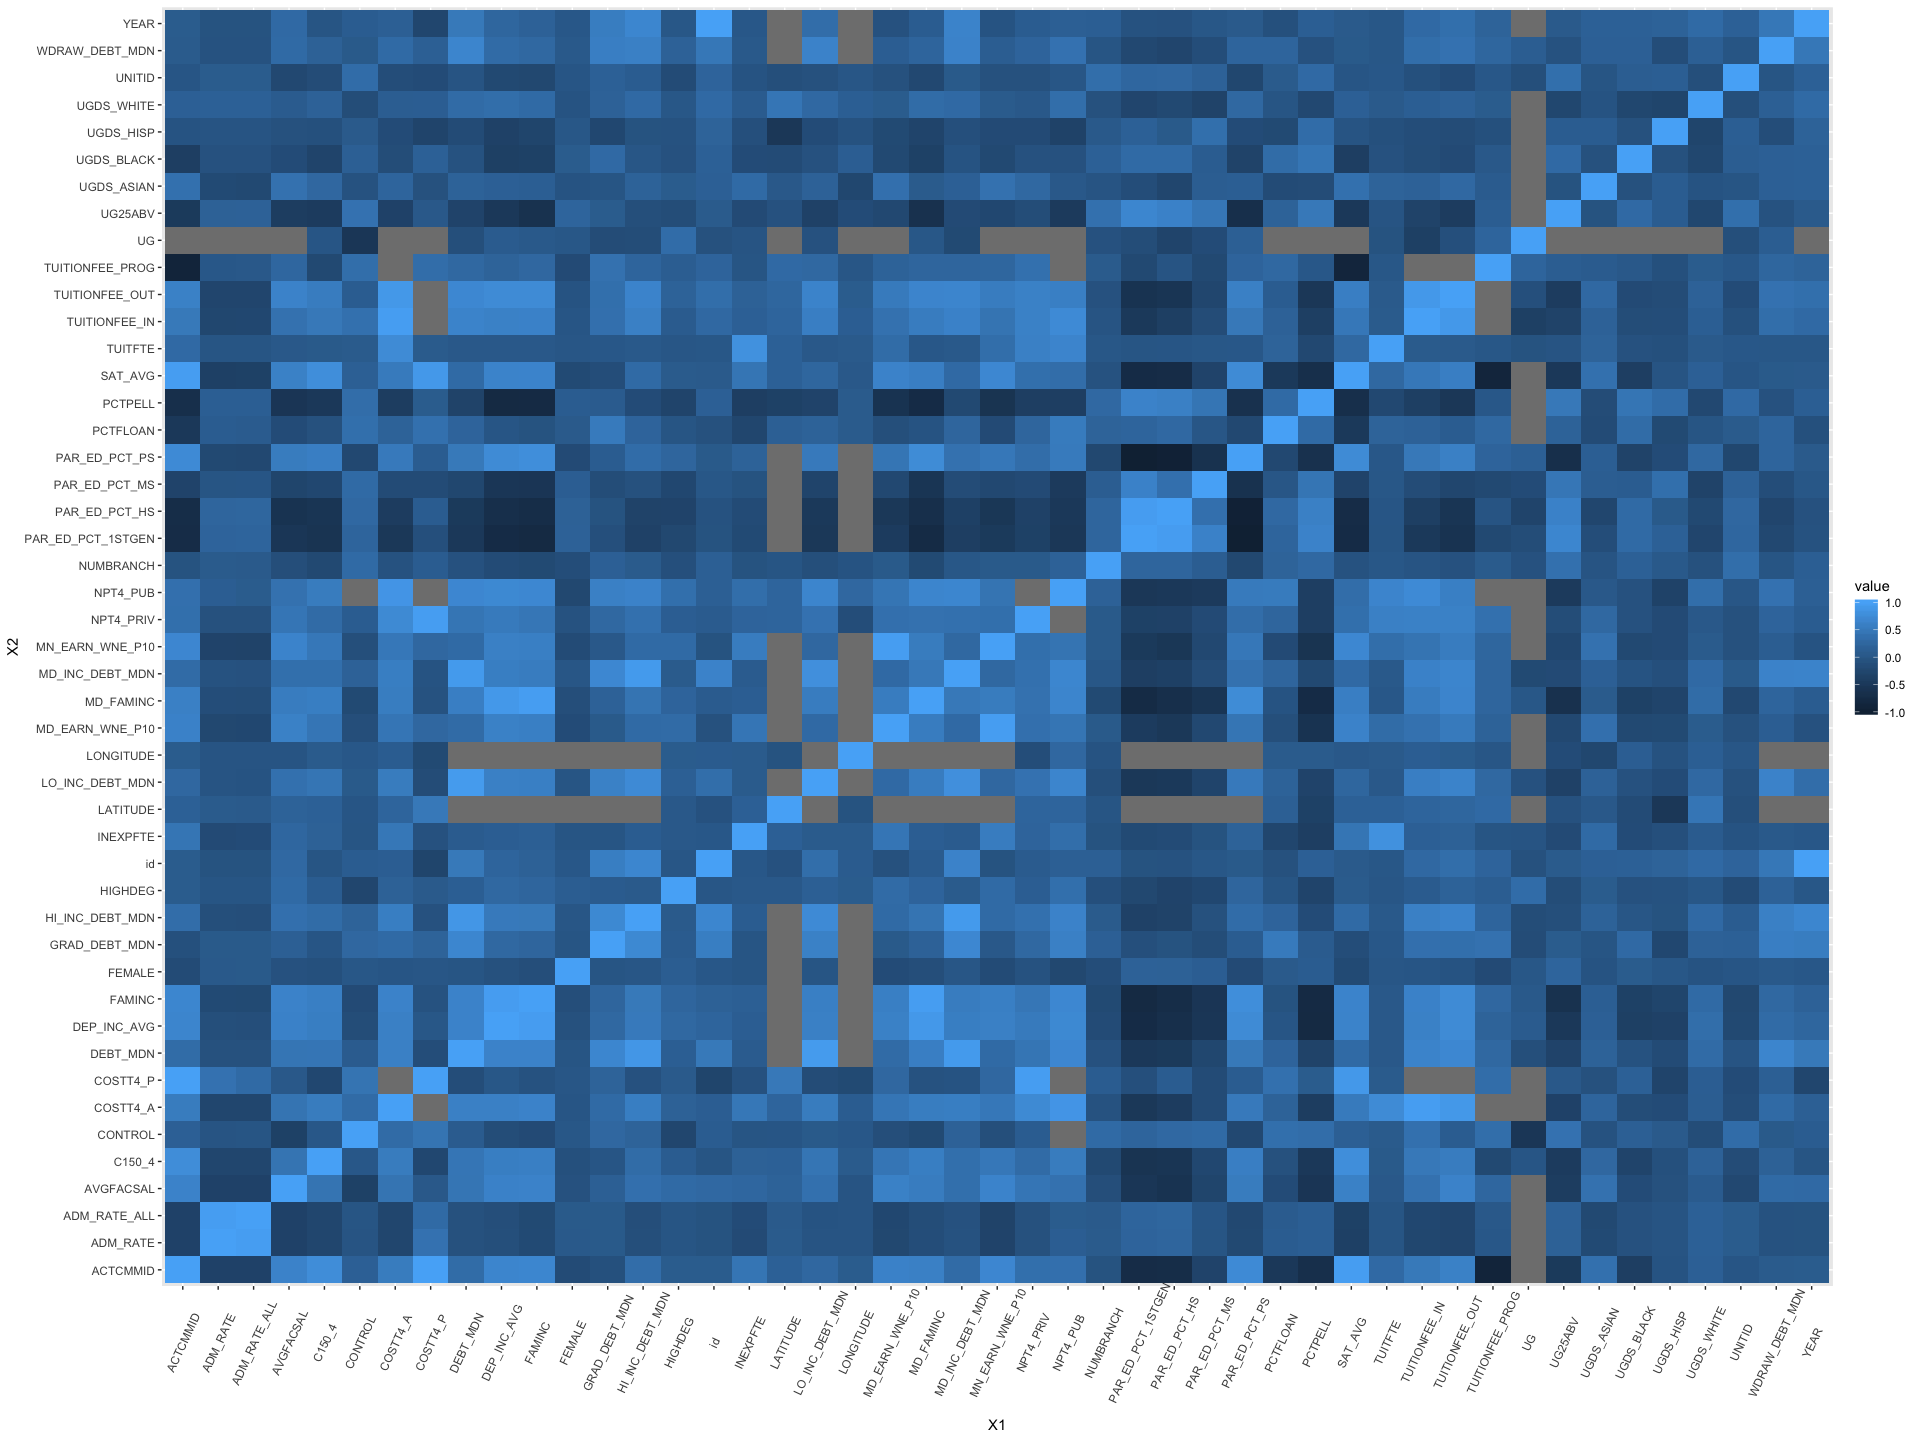 YEAR
WDRAW_DEBT_MDN
UNITID
UGDS_WHITE
UGDS_HISP
UGDS_BLACK
UGDS_ASIAN
UG25ABV
UG
TUITIONFEE_PROG
TUITIONFEE_OUT
TUITIONFEE_IN
TUITFTE
SAT_AVG
PCTPELL
PCTFLOAN
PAR_ED_PCT_PS
PAR_ED_PCT_MS
PAR_ED_PCT_HS
PAR_ED_PCT_1STGEN
NUMBRANCH
NPT4_PUB
NPT4_PRIV
MN_EARN_WNE_P10
MD_INC_DEBT_MDN
MD_FAMINC
MD_EARN_WNE_P10
LONGITUDE
LO_INC_DEBT_MDN
LATITUDE
INEXPFTE
id
HIGHDEG
HI_INC_DEBT_MDN
GRAD_DEBT_MDN
FEMALE
FAMINC
DEP_INC_AVG
DEBT_MDN
COSTT4_P
COSTT4_A
CONTROL
C150_4
AVGFACSAL
ADM_RATE_ALL
ADM_RATE
ACTCMMID
X2
ACTCMMID
ADM_RATE
ADM_RATE_ALL
AVGFACSAL
C150_4
CONTROL
COSTT4_A
COSTT4_P
DEBT_MDN
DEP_INC_AVG
FAMINC
FEMALE
GRAD_DEBT_MDN
HI_INC_DEBT_MDN
HIGHDEG
id
INEXPFTE
LATITUDE
LO_INC_DEBT_MDN
LONGITUDE
MD_EARN_WNE_P10
MD_FAMINC
MD_INC_DEBT_MDN
MN_EARN_WNE_P10
NPT4_PRIV
NPT4_PUB
NUMBRANCH
PAR_ED_PCT_1STGEN
PAR_ED_PCT_HS
PAR_ED_PCT_MS
PAR_ED_PCT_PS
PCTFLOAN
PCTPELL
SAT_AVG
TUITFTE
TUITIONFEE_IN
TUITIONFEE_OUT
TUITIONFEE_PROG
UG
UG25ABV
UGDS_ASIAN
UGDS_BLACK
UGDS_HISP
UGDS_WHITE
UNITID
WDRAW_DEBT_MDN
YEAR
X1
value
1.0
0.5
0.0
-0.5
-1.0